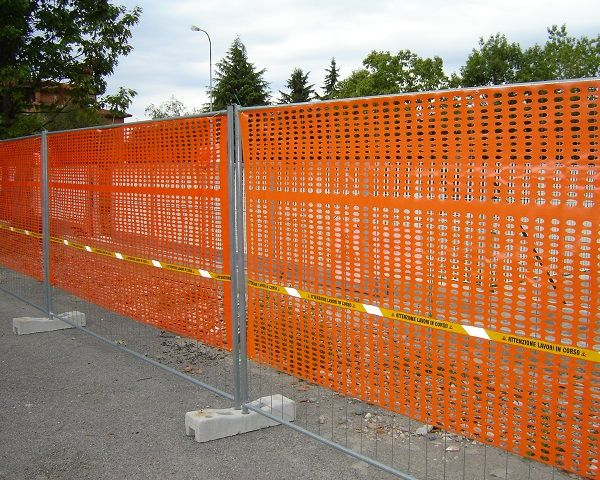 ⚠ ATTENZIONE LAVORI IN CORSO ⚠
⚠ ATTENZIONE LAVORI IN CORSO ⚠